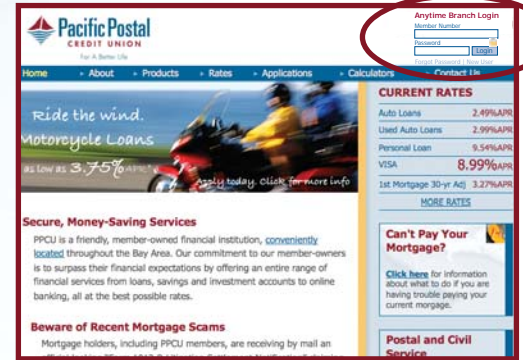 Pacific Postal
CREDIT UNION
For A Better Life
Anytime Branch Login
Member Number
Password
Login
Forgot Password | New User
Home
About
Products
Rates
Applications
Calculators
Contact Us
Ride the wind.
Motorcycle Loans
as low as 3.75% APR*
Apply today. Click for more info
CURRENT RATES
Auto Loans 2.49%APR
Used Auto Loans 2.99%APR
Personal Loan 9.54%APR
VISA 8.99%APR
1st Mortgage 30-yr Adj 3.27%APR
MORE RATES
Secure, Money-Saving Services
PPCU is a friendly, member-owned financial institution, conveniently
located throughout the Bay Area. Our commitment to our member-owners
is to surpass their financial expectations by offering an entire range of
financial services from loans, savings and investment accounts to online
banking, all at the best possible rates.
Beware of Recent Mortgage Scams
Mortgage holders, including PPCU members, are receiving by mail an
Can't Pay Your
Mortgage?
Click here for information
about what to do if you are
having trouble paying your
current morgage.
Postal and Civil
Service